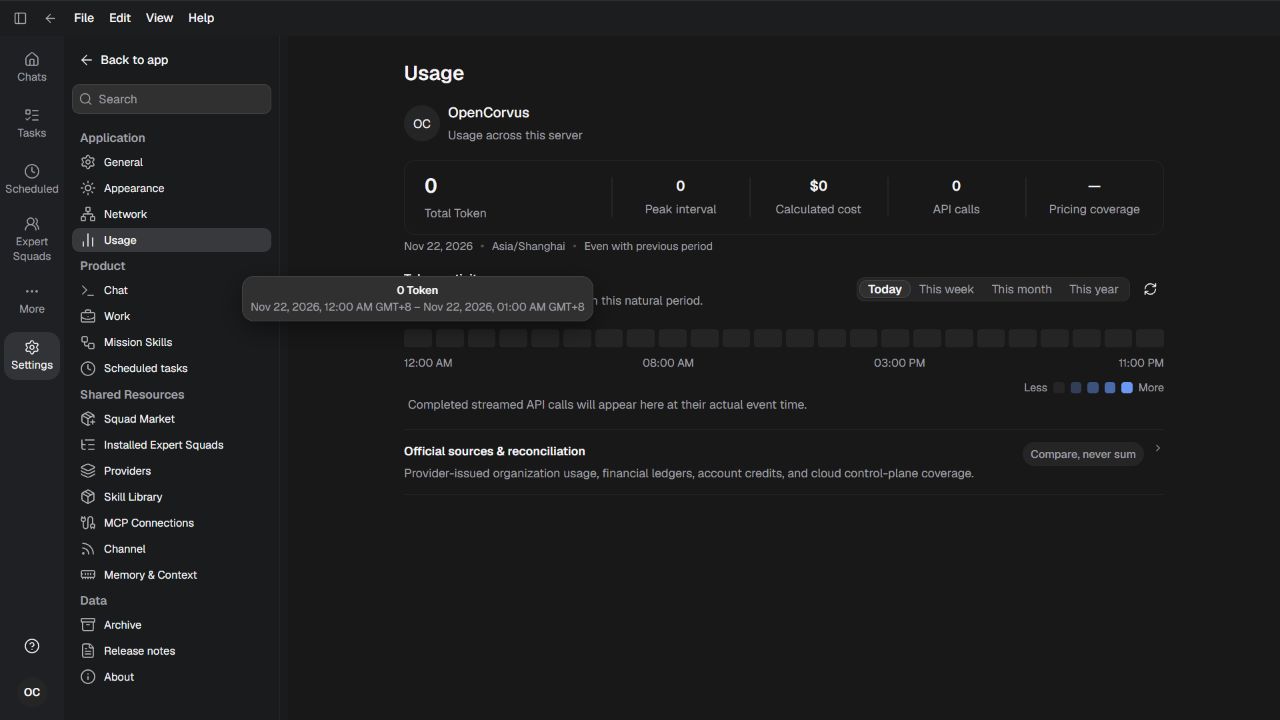 File Edit View Help
Chats
Tasks
Scheduled
Expert
Squads
More
Settings
OC
Back to app
Search
Application
General
Appearance
Network
Usage
Product
Chat
Work
Mission Skills
Scheduled tasks
Shared Resources
Squad Market
Installed Expert Squads
Providers
Skill Library
MCP Connections
Channel
Memory & Context
Data
Archive
Release notes
About
Usage
OC
OpenCorvus
Usage across this server
0
Total Token
0
Peak interval
$0
Calculated cost
0
API calls
—
Pricing coverage
Nov 22, 2026 • Asia/Shanghai • Even with previous period
0 Token
Nov 22, 2026, 12:00 AM GMT+8 – Nov 22, 2026, 01:00 AM GMT+8
this natural period.
Today This week This month This year
12:00 AM 08:00 AM 03:00 PM 11:00 PM
Less More
Completed streamed API calls will appear here at their actual event time.
Official sources & reconciliation
Provider-issued organization usage, financial ledgers, account credits, and cloud control-plane coverage.
Compare, never sum